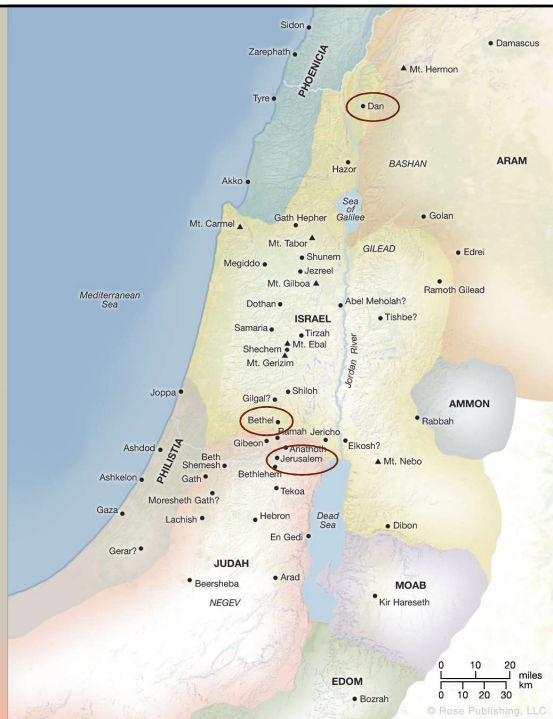 Sidon
Damascus
Zarephath
PHOENICIA
Mt. Hermon
Tyre
Dan
Hazor
BASHAN
ARAM
Akko
Sea
of
Galilee
Golan
Gath Hepher
Mt. Carmel
Mt. Tabor
GILEAD
Edrei
Shunem
Megiddo
Jezreel
Mt. Gilboa
Ramoth Gilead
Mediterranean
Sea
Dothan
Abel Meholah?
ISRAEL
Tishbe?
Samaria
Tirzah
Mt. Ebal
Shechem
Mt. Gerizim
Jordan River
Joppa
Shiloh
Gilgal?
AMMON
Bethel
Rabbah
Ramah
Jericho
Gibeon
Elkosh?
Ashdod
PHILISTIA
Anathoth
Beth
Shemesh
Jerusalem
Mt. Nebo
Bethlehem
Ashkelon
Gath
Moresheth Gath?
Tekoa
Gaza
Lachish
Hebron
Dead
Sea
Dibon
En Gedi
Gerar?
JUDAH
Arad
MOAB
Beersheba
NEGEV
Kir Hareseth
EDOM
Bozrah
0 10 20
miles
km
0 10 20 30
© Rose Publishing, LLC